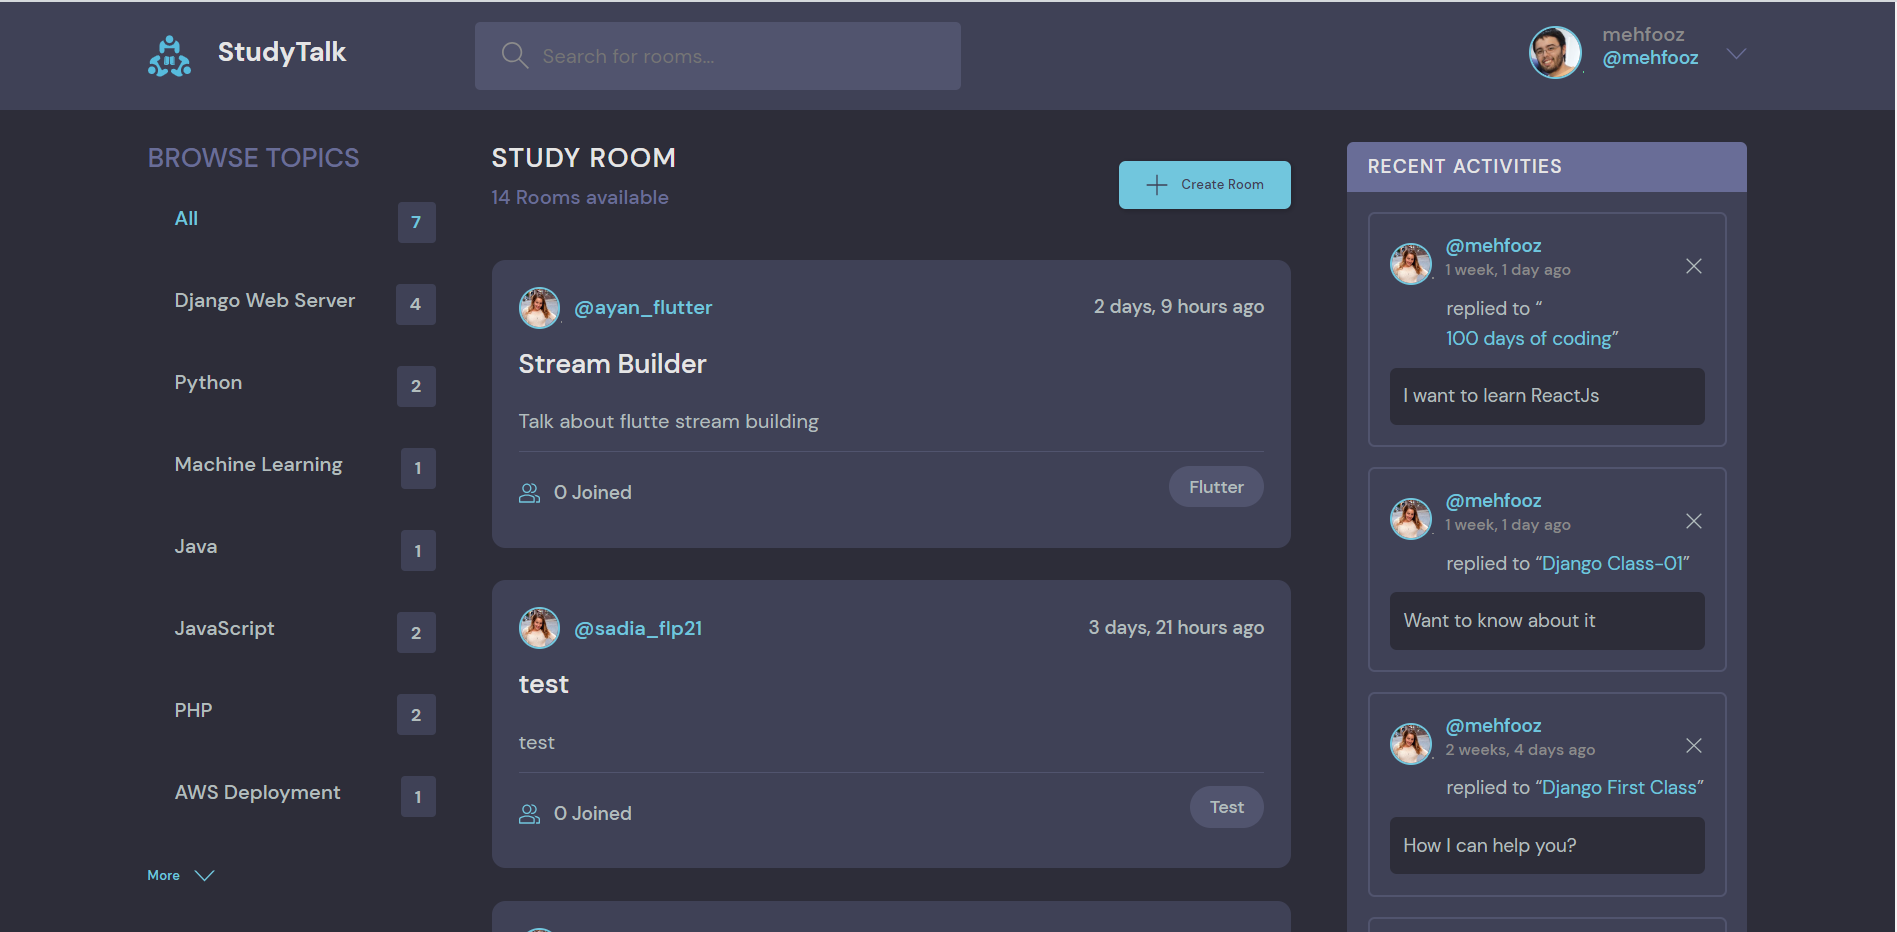 StudyTalk
Search for rooms...
mehfooz
@mehfooz
BROWSE TOPICS
All 7
Django Web Server 4
Python 2
Machine Learning 1
Java 1
JavaScript 2
PHP 2
AWS Deployment 1
More
STUDY ROOM
14 Rooms available
Create Room
@ayan_flutter 2 days, 9 hours ago
Stream Builder
Talk about flutte stream building
0 Joined Flutter
@sadia_flp21 3 days, 21 hours ago
test
test
0 Joined Test
RECENT ACTIVITIES
@mehfooz
1 week, 1 day ago
replied to “
100 days of coding”
I want to learn ReactJs
@mehfooz
1 week, 1 day ago
replied to “Django Class-01”
Want to know about it
@mehfooz
2 weeks, 4 days ago
replied to “Django First Class”
How I can help you?